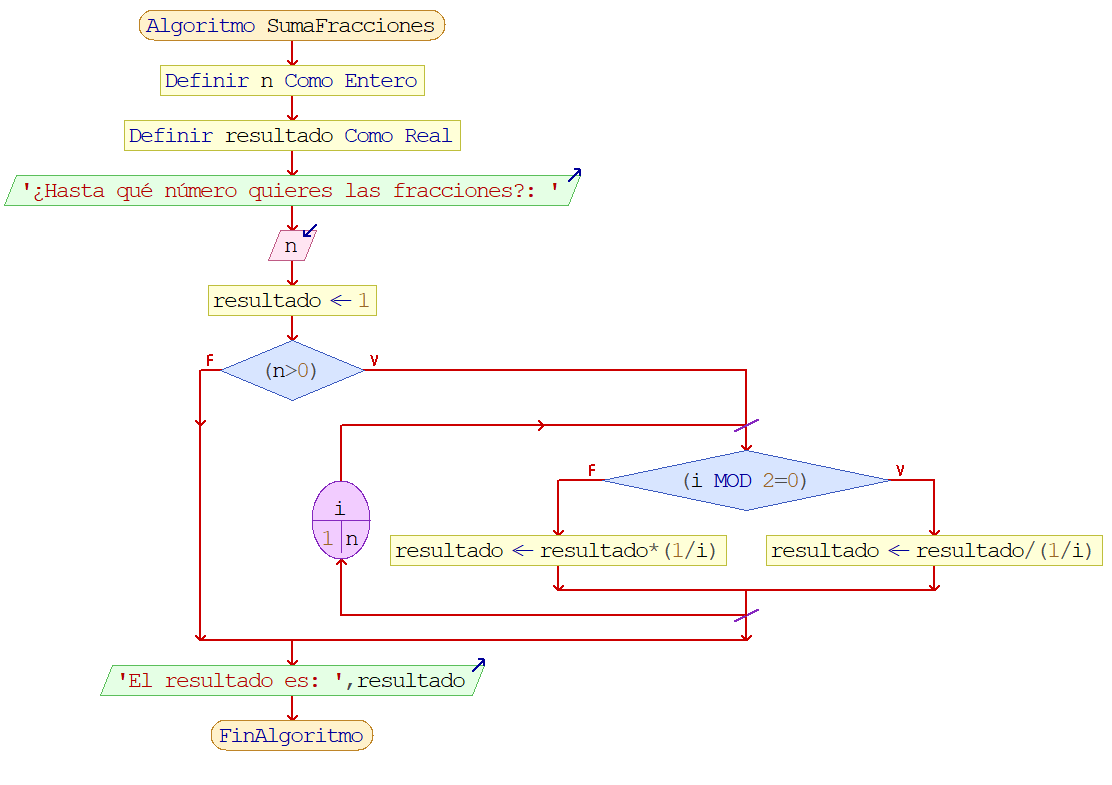 Algoritmo SumaFracciones
Definir n Como Entero
Definir resultado Como Real
'¿Hasta qué número quieres las fracciones?: '
n
resultado ← 1
F
(n>0)
V
F
(i MOD 2=0)
V
i
1
n
resultado ← resultado*(1/i)
resultado ← resultado/(1/i)
'El resultado es: ',resultado
FinAlgoritmo